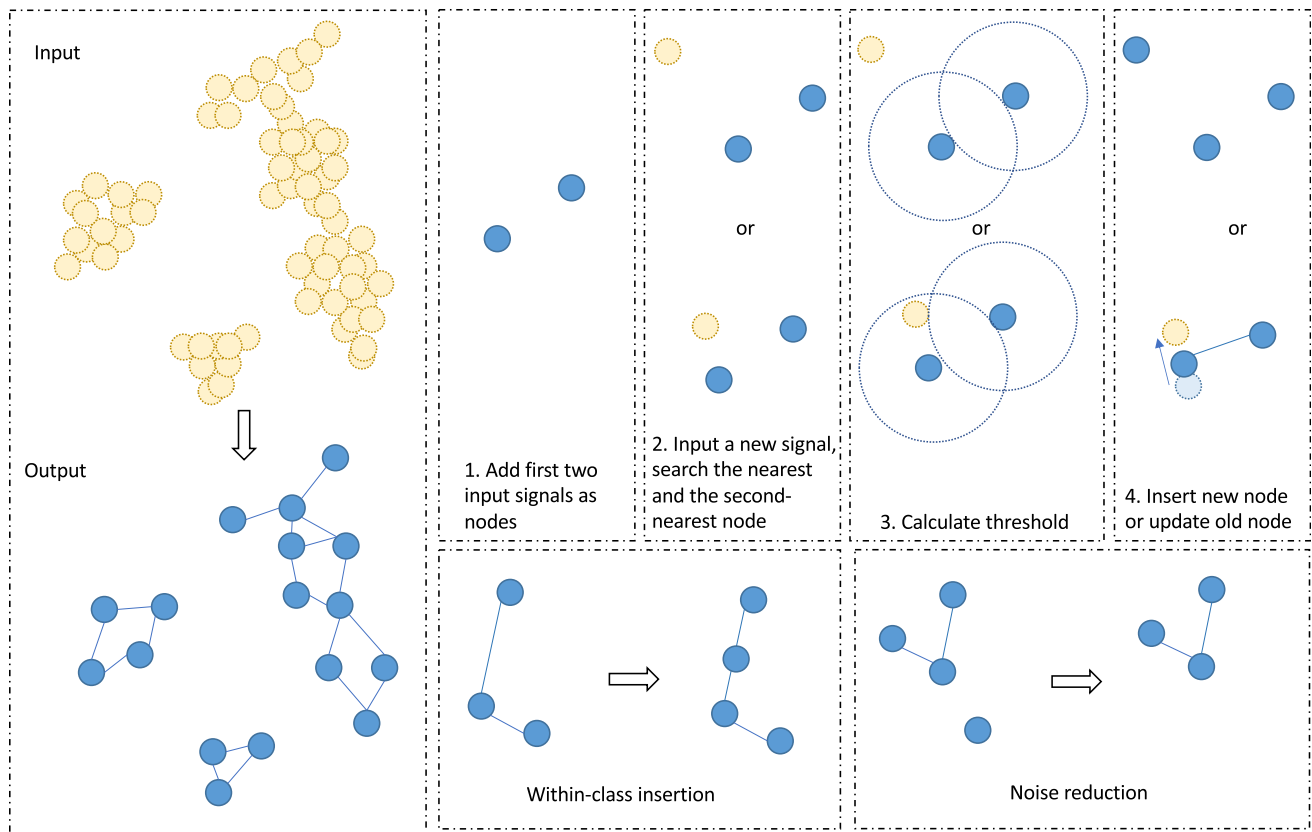 Input
Output
1. Add first two
input signals as
nodes
or
2. Input a new signal,
search the nearest
and the second-
nearest node
or
3. Calculate threshold
or
4. Insert new node
or update old node
Within-class insertion
Noise reduction